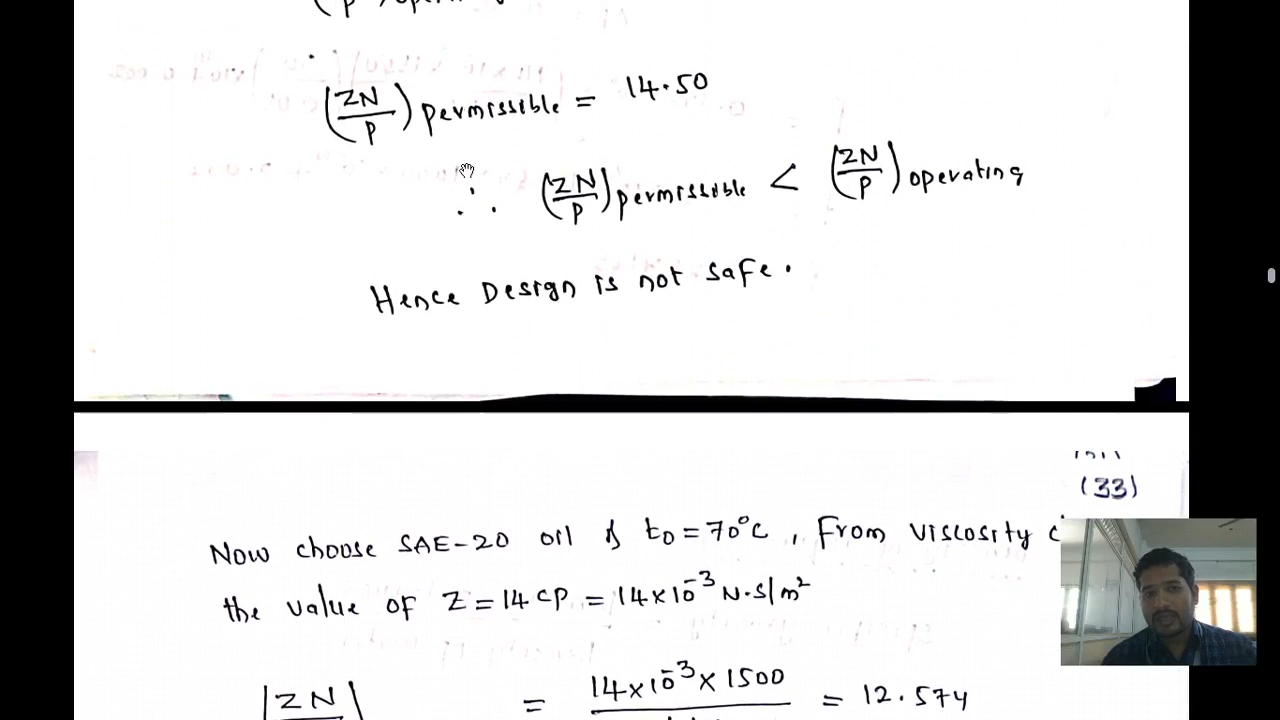 (ZN/P) permissible = 14.50
∴ (ZN/P) permissible < (ZN/P) operating
Hence Design is not safe.
(33)
Now choose SAE-20 oil & t₀ = 70°C, From viscosity
the value of Z = 14 CP = 14×10⁻³ N.S/m²
ZN = 14×10⁻³ × 1500 = 12.574